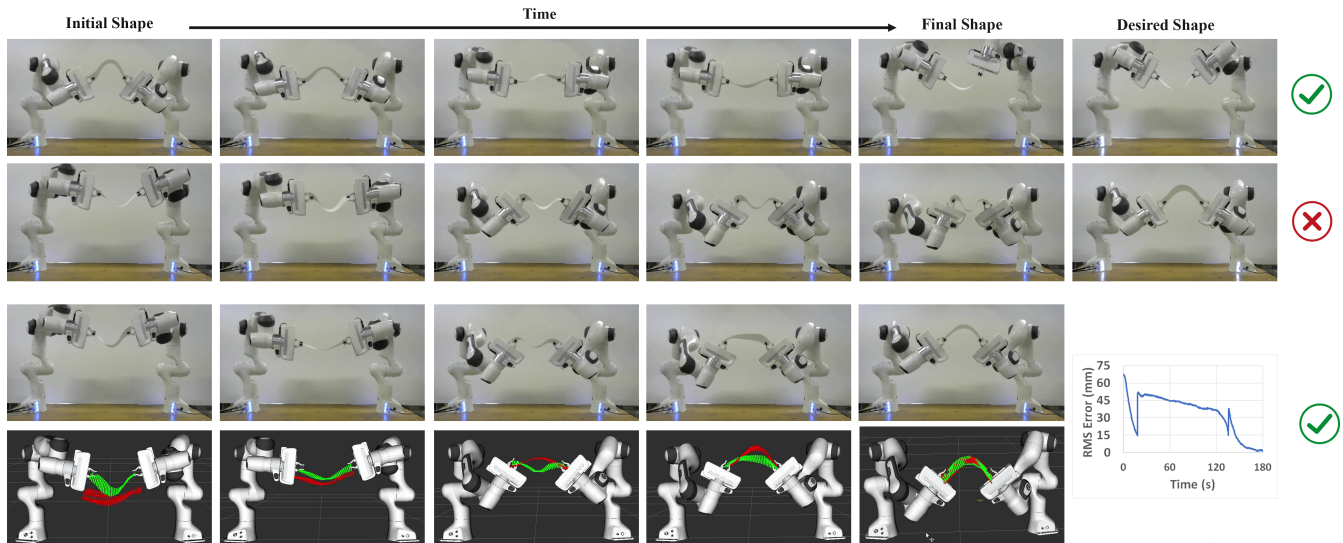 Initial Shape
Time
Final Shape
Desired Shape
RMS Error (mm)
75
60
45
30
15
0
0
60
120
180
Time (s)